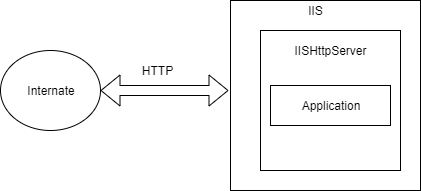 IIS
IISHttpServer
HTTP
Internate
Application